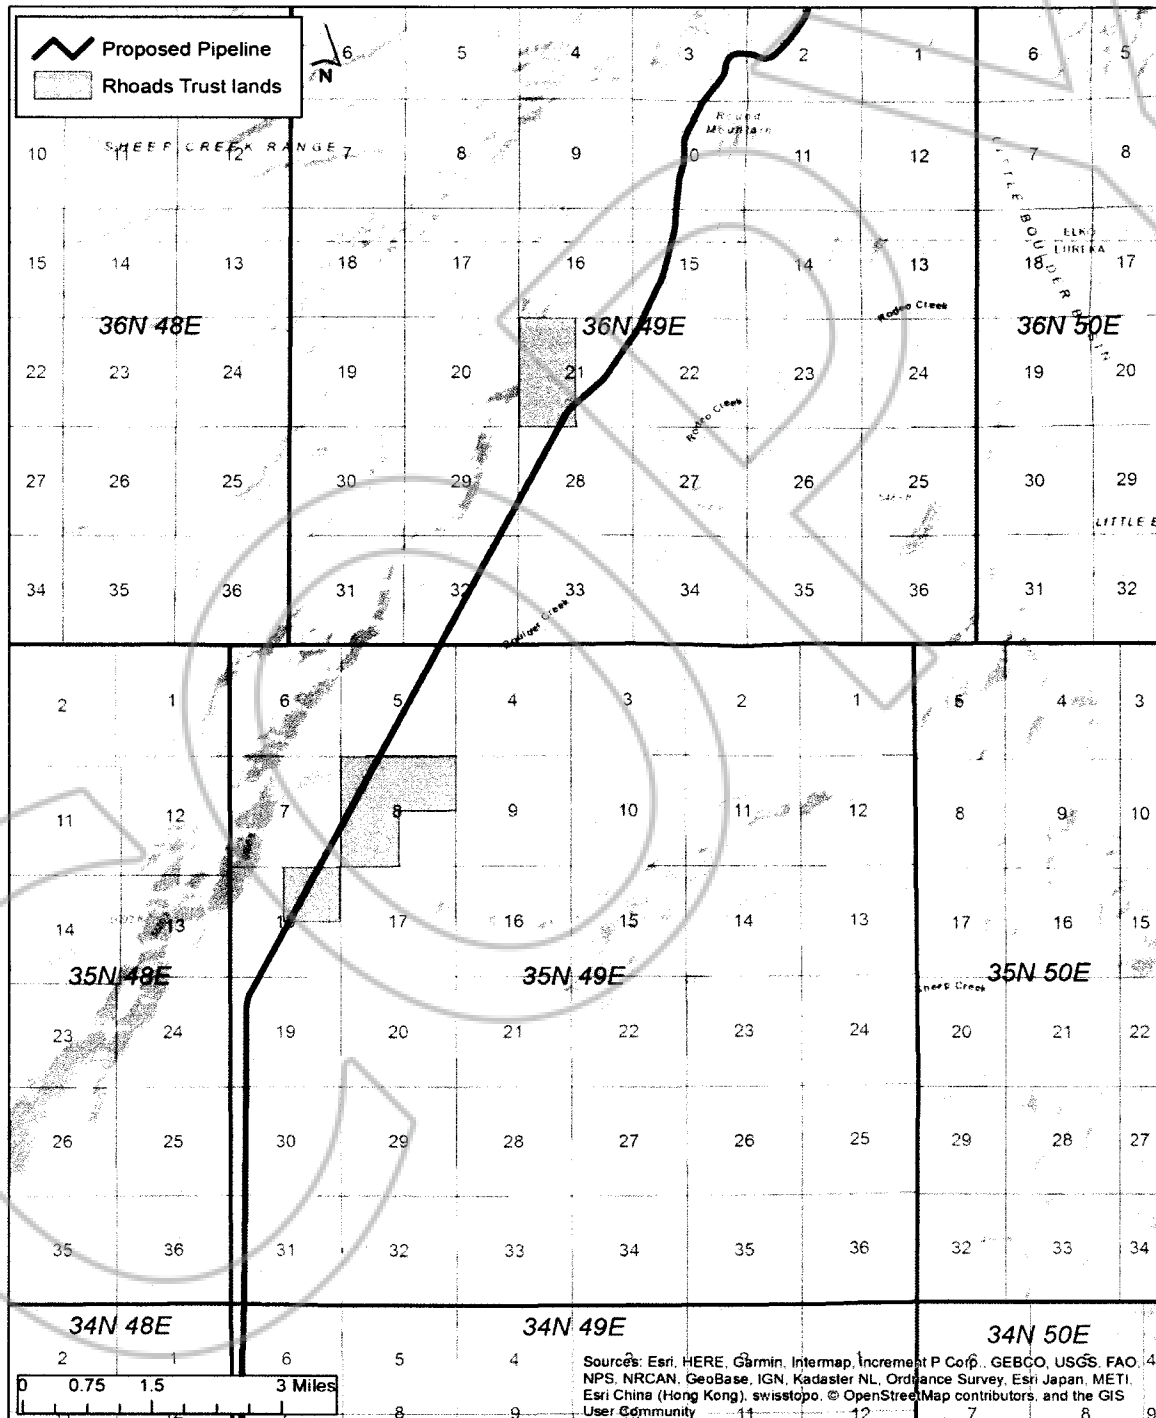 Proposed Pipeline
Rhoads Trust lands
N
6 5 4 3 2 1 6 5
SHEEP CREEK RANGE
Round
Mountain
10 11 12 7 8 9 11 12 7 8
LITTLE BOULDER BASIN
ELKO
EUREKA
15 14 13 18 17 16 15 14 13 18 17
Rodeo Creek
36N 48E 36N 49E 36N 50E
22 23 24 19 20 21 22 23 24 19 20
Rodeo Creek
27 26 25 30 29 28 27 26 25 30 29
LITTLE B
34 35 36 31 32 33 34 35 36 31 32
Boulder Creek
2 1 6 5 4 3 2 1 4 3
11 12 7 8 9 10 11 12 8 9 10
14 13 17 16 15 14 13 17 16 15
35N 48E 35N 49E 35N 50E
Sheep Creek
23 24 19 20 21 22 23 24 20 21 22
26 25 30 29 28 27 26 25 29 28 27
35 36 31 32 33 34 35 36 32 33 34
34N 48E 34N 49E 34N 50E
2 1 6 5 4
0 0.75 1.5 3 Miles
Sources: Esri, HERE, Garmin, Intermap, increment P Corp., GEBCO, USGS, FAO,
NPS, NRCAN, GeoBase, IGN, Kadaster NL, Ordnance Survey, Esri Japan, METI,
Esri China (Hong Kong), swisstopo, © OpenStreetMap contributors, and the GIS
User Community
8 9 11 12 7 8 9